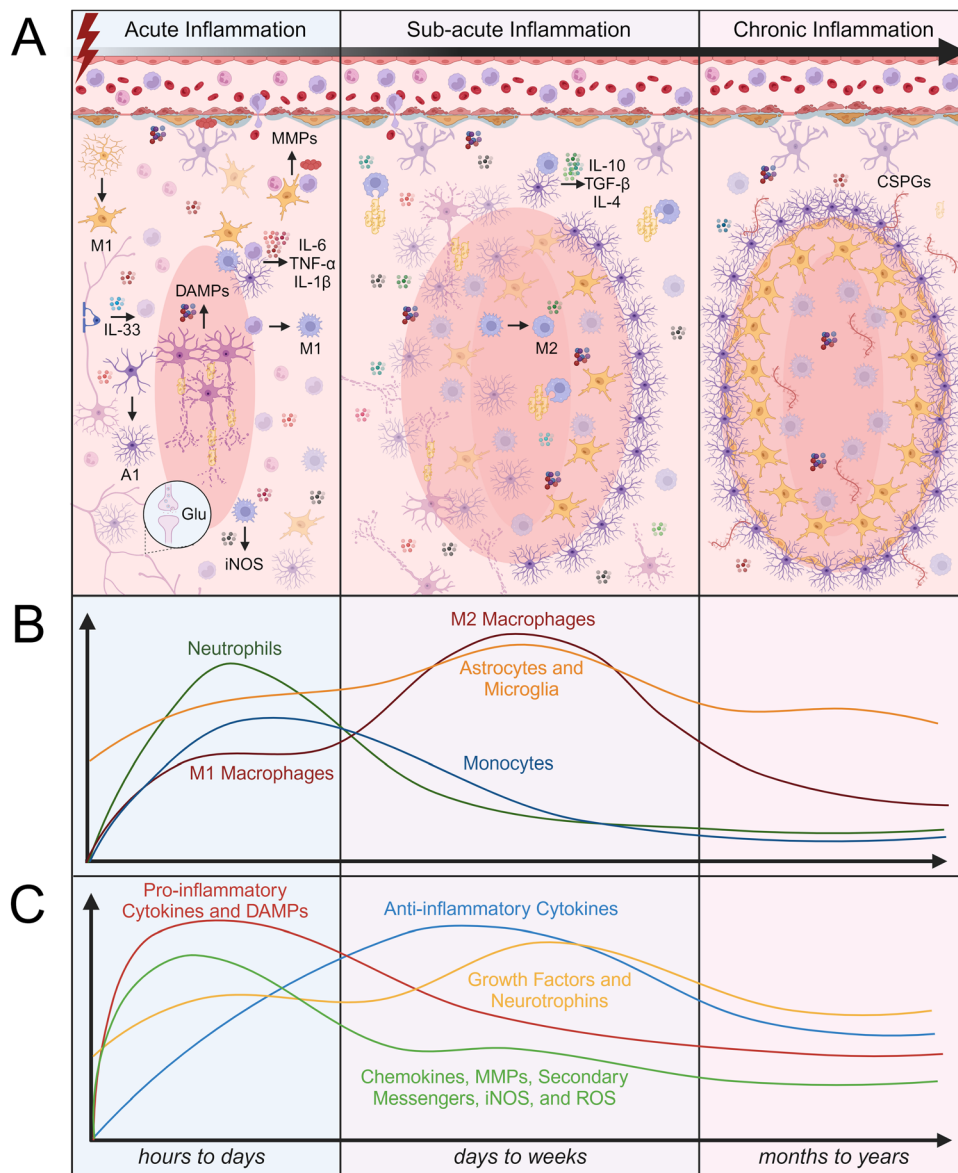 A
Acute Inflammation
Sub-acute Inflammation
Chronic Inflammation
MMPs
M1
IL-6
TNF-α
IL-1β
DAMPs
IL-33
M1
A1
Glu
iNOS
IL-10
TGF-β
IL-4
M2
CSPGs
B
Neutrophils
M1 Macrophages
M2 Macrophages
Astrocytes and
Microglia
Monocytes
C
Pro-inflammatory
Cytokines and DAMPs
Anti-inflammatory Cytokines
Growth Factors and
Neurotrophins
Chemokines, MMPs, Secondary
Messengers, iNOS, and ROS
hours to days
days to weeks
months to years